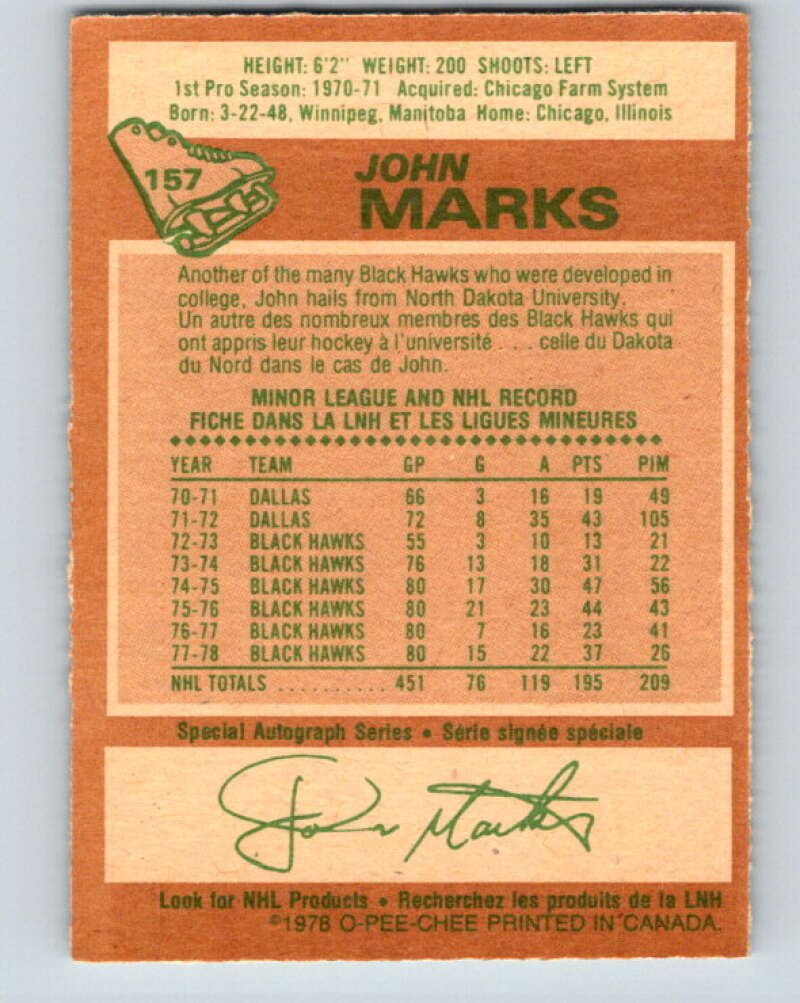 HEIGHT: 6'2" WEIGHT: 200 SHOOTS: LEFT
1st Pro Season: 1970-71 Acquired: Chicago Farm System
Born: 3-22-48, Winnipeg, Manitoba Home: Chicago, Illinois
157
JOHN
MARKS
Another of the many Black Hawks who were developed in
college, John hails from North Dakota University.
Un autre des nombreux membres des Black Hawks qui
ont appris leur hockey à l'université . . . celle du Dakota
du Nord dans le cas de John.
MINOR LEAGUE AND NHL RECORD
FICHE DANS LA LNH ET LES LIGUES MINEURES
YEAR TEAM GP G A PTS PIM
70-71 DALLAS 66 3 16 19 49
71-72 DALLAS 72 8 35 43 105
72-73 BLACK HAWKS 55 3 10 13 21
73-74 BLACK HAWKS 76 13 18 31 22
74-75 BLACK HAWKS 80 17 30 47 56
75-76 BLACK HAWKS 80 21 23 44 43
76-77 BLACK HAWKS 80 7 16 23 41
77-78 BLACK HAWKS 80 15 22 37 26
NHL TOTALS .......... 451 76 119 195 209
Special Autograph Series • Série signée spéciale
John Marks
Look for NHL Products • Recherchez les produits de la LNH
©1978 O-PEE-CHEE PRINTED IN CANADA.